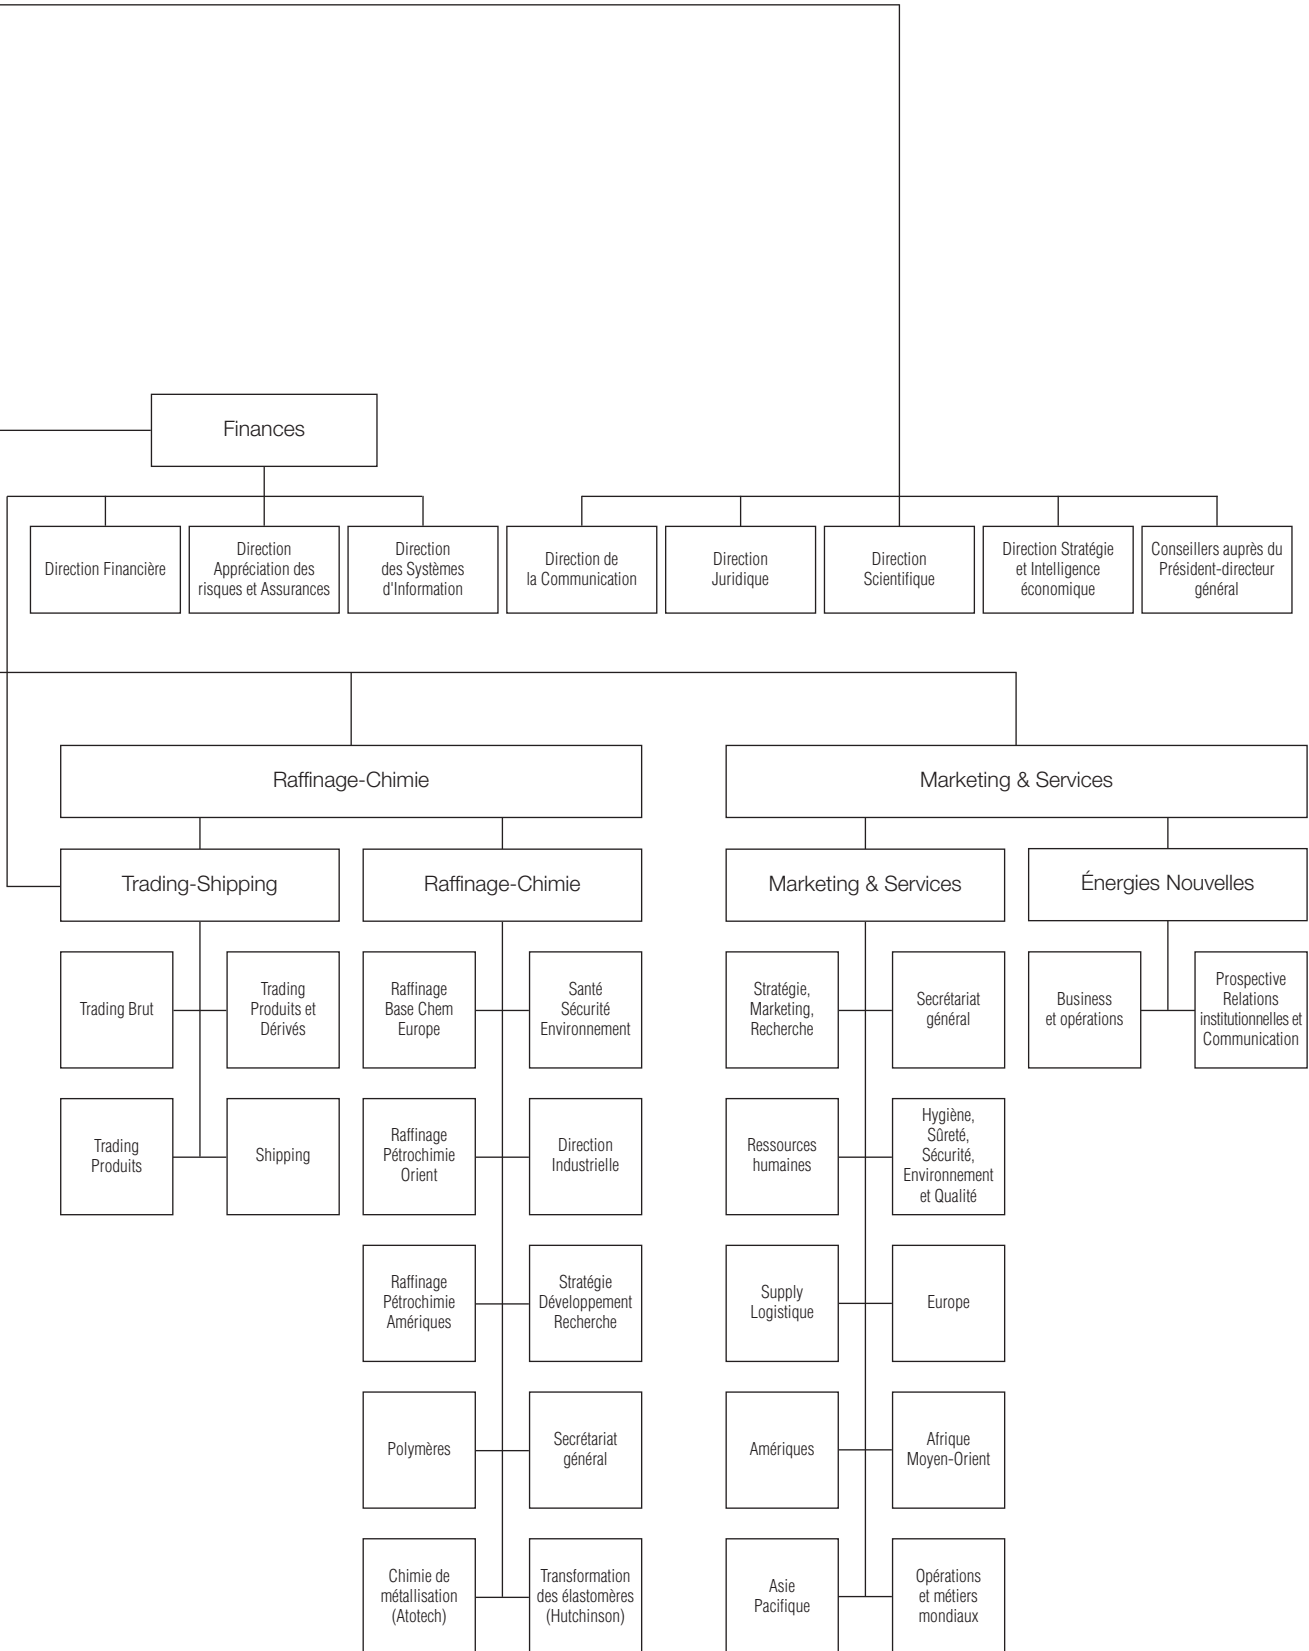 Finances
Direction Financière
Direction
Appréciation des
risques et Assurances
Direction
des Systèmes
d'Information
Direction de
la Communication
Direction
Juridique
Direction
Scientifique
Direction Stratégie
et Intelligence
économique
Conseillers auprès du
Président-directeur
général
Raffinage-Chimie
Marketing & Services
Trading-Shipping
Raffinage-Chimie
Marketing & Services
Énergies Nouvelles
Trading Brut
Trading
Produits et
Dérivés
Raffinage
Base Chem
Europe
Santé
Sécurité
Environnement
Stratégie,
Marketing,
Recherche
Secrétariat
général
Business
et opérations
Prospective
Relations
institutionnelles et
Communication
Trading
Produits
Shipping
Raffinage
Pétrochimie
Orient
Direction
Industrielle
Ressources
humaines
Hygiène,
Sûreté,
Sécurité,
Environnement
et Qualité
Raffinage
Pétrochimie
Amériques
Stratégie
Développement
Recherche
Supply
Logistique
Europe
Polymères
Secrétariat
général
Amériques
Afrique
Moyen-Orient
Chimie de
métallisation
(Atotech)
Transformation
des élastomères
(Hutchinson)
Asie
Pacifique
Opérations
et métiers
mondiaux